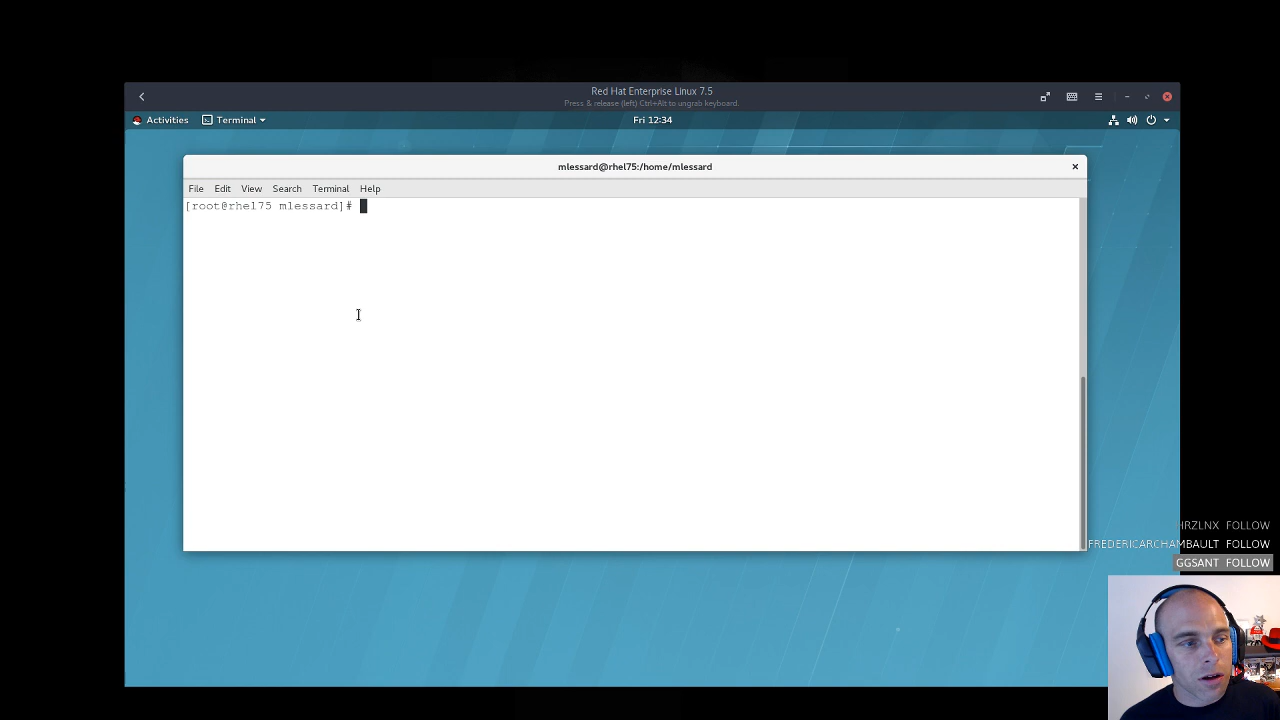 Red Hat Enterprise Linux 7.5
Press & release (left) Ctrl+Alt to ungrab keyboard.
Activities Terminal Fri 12:34
mlessard@rhel75:/home/mlessard
File Edit View Search Terminal Help
[root@rhel75 mlessard]#
HRZLNX FOLLOW
FREDERICARCHAMBAULT FOLLOW
GGSANT FOLLOW